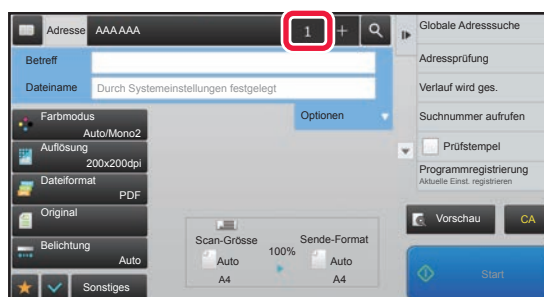 Adresse AAA AAA 1 +
Betreff
Dateiname Durch Systemeinstellungen festgelegt
Optionen
Farbmodus
Auto/Mono2
Auflösung
200x200dpi
Dateiformat
PDF
Original
Belichtung
Auto
Sonstiges
Scan-Grösse
Auto
A4
100%
Sende-Format
Auto
A4
Globale Adresssuche
Adressprüfung
Verlauf wird ges.
Suchnummer aufrufen
Prüfstempel
Programmregistrierung
Aktuelle Einst. registrieren
Vorschau
CA
Start